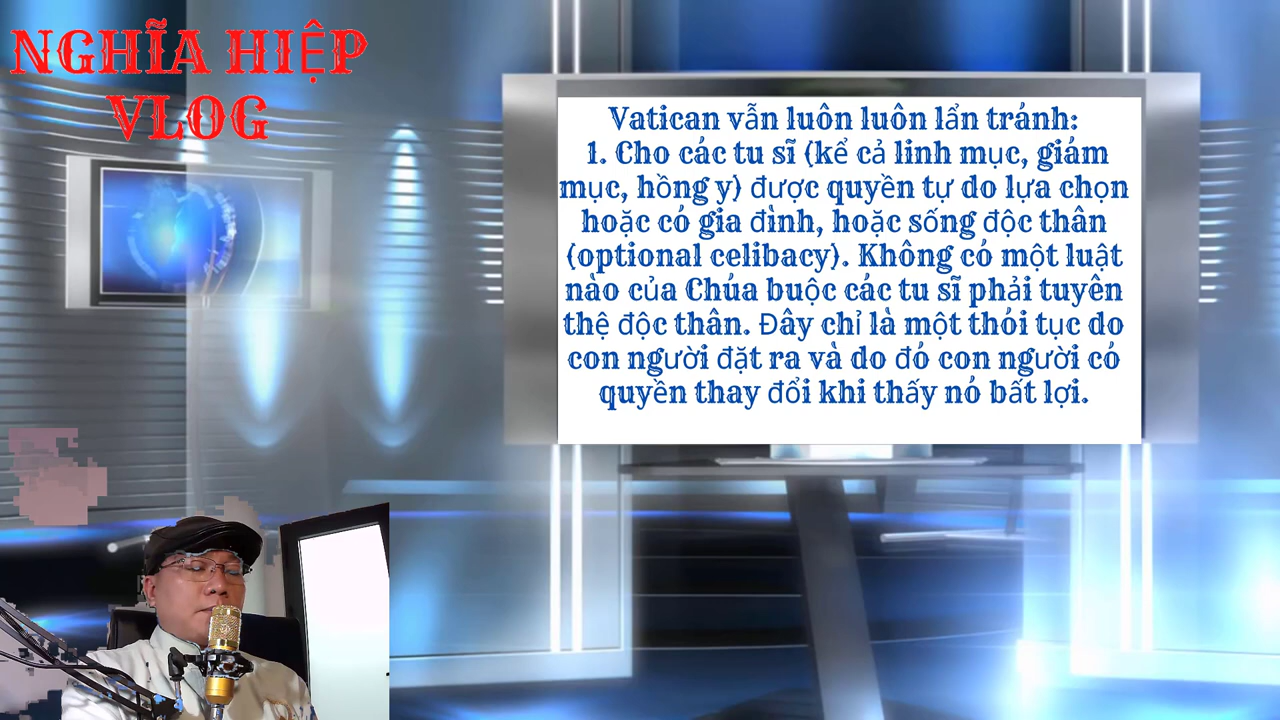 NGHĨA HIỆP
VLOG
Vatican vẫn luôn luôn lẩn tránh:
1. Cho các tu sĩ (kể cả linh mục, giám
mục, hồng y) được quyền tự do lựa chọn
hoặc có gia đình, hoặc sống độc thân
(optional celibacy). Không có một luật
nào của Chúa buộc các tu sĩ phải tuyên
thệ độc thân. Đây chỉ là một thói tục do
con người đặt ra và do đó con người có
quyền thay đổi khi thấy nó bất lợi.